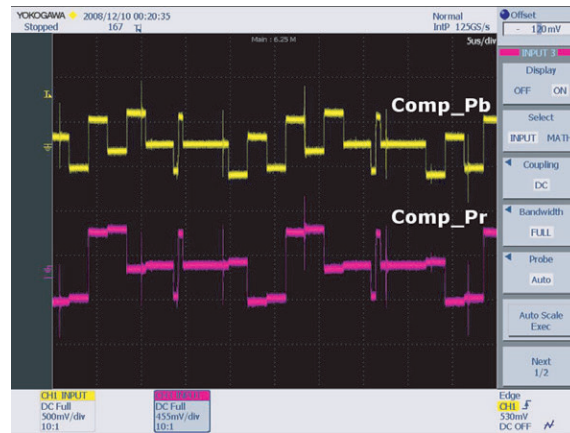 YOKOGAWA 2008/12/10 00:20:35
Stopped 167
Normal
IntP 125GS/s
Main : 6.25 M
5us/div
Offset
- 120mV
INPUT 3
Display
OFF ON
Select
INPUT MATH
Coupling
DC
Bandwidth
FULL
Probe
Auto
Auto Scale
Exec
Next
1/2
Comp_Pb
Comp_Pr
CH1 INPUT
DC Full
500mV/div
10:1
DC Full
455mV/div
10:1
Edge
CH1
530mV
DC OFF